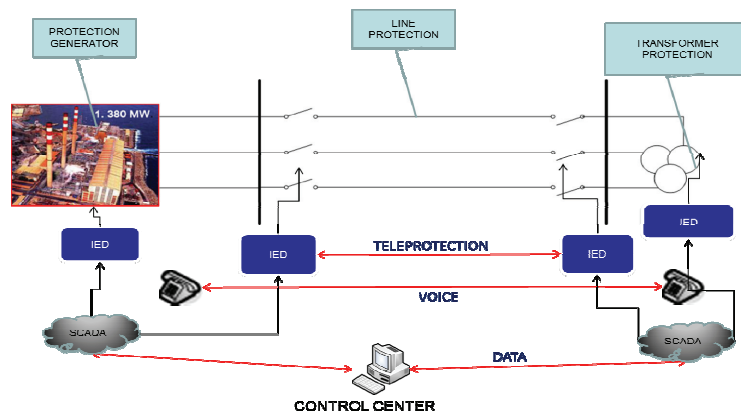 PROTECTION
GENERATOR
LINE
PROTECTION
TRANSFORMER
PROTECTION
1. 380 MW
IED
IED
TELEPROTECTION
IED
IED
VOICE
SCADA
SCADA
DATA
CONTROL CENTER